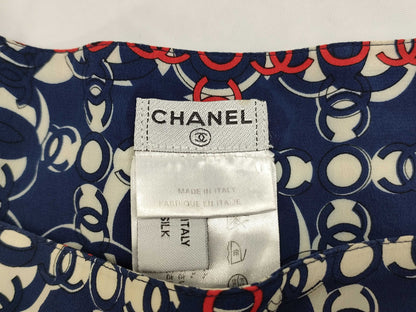 CHANEL
MADE IN ITALY
FABRIQUE EN ITALIE
ITALY
SILK